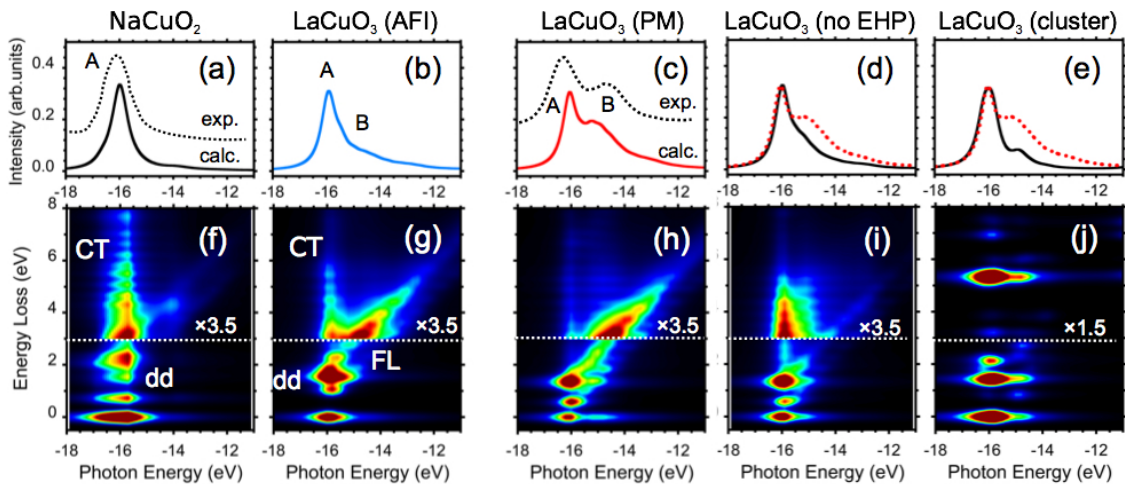 NaCuO₂ LaCuO₃ (AFI) LaCuO₃ (PM) LaCuO₃ (no EHP) LaCuO₃ (cluster)
Intensity (arb.units)
0.4
0.2
0.0
A (a) exp. calc.
A B (b)
A B (c) exp. calc.
(d)
(e)
-18 -16 -14 -12
-18 -16 -14 -12
-18 -16 -14 -12
-18 -16 -14 -12
-18 -16 -14 -12
Energy Loss (eV)
8
6
4
2
0
CT (f)
×3.5
dd
CT (g)
×3.5
dd FL
(h)
×3.5
(i)
×3.5
(j)
×1.5
-18 -16 -14 -12
-18 -16 -14 -12
-18 -16 -14 -12
-18 -16 -14 -12
-18 -16 -14 -12
Photon Energy (eV) Photon Energy (eV) Photon Energy (eV) Photon Energy (eV) Photon Energy (eV)